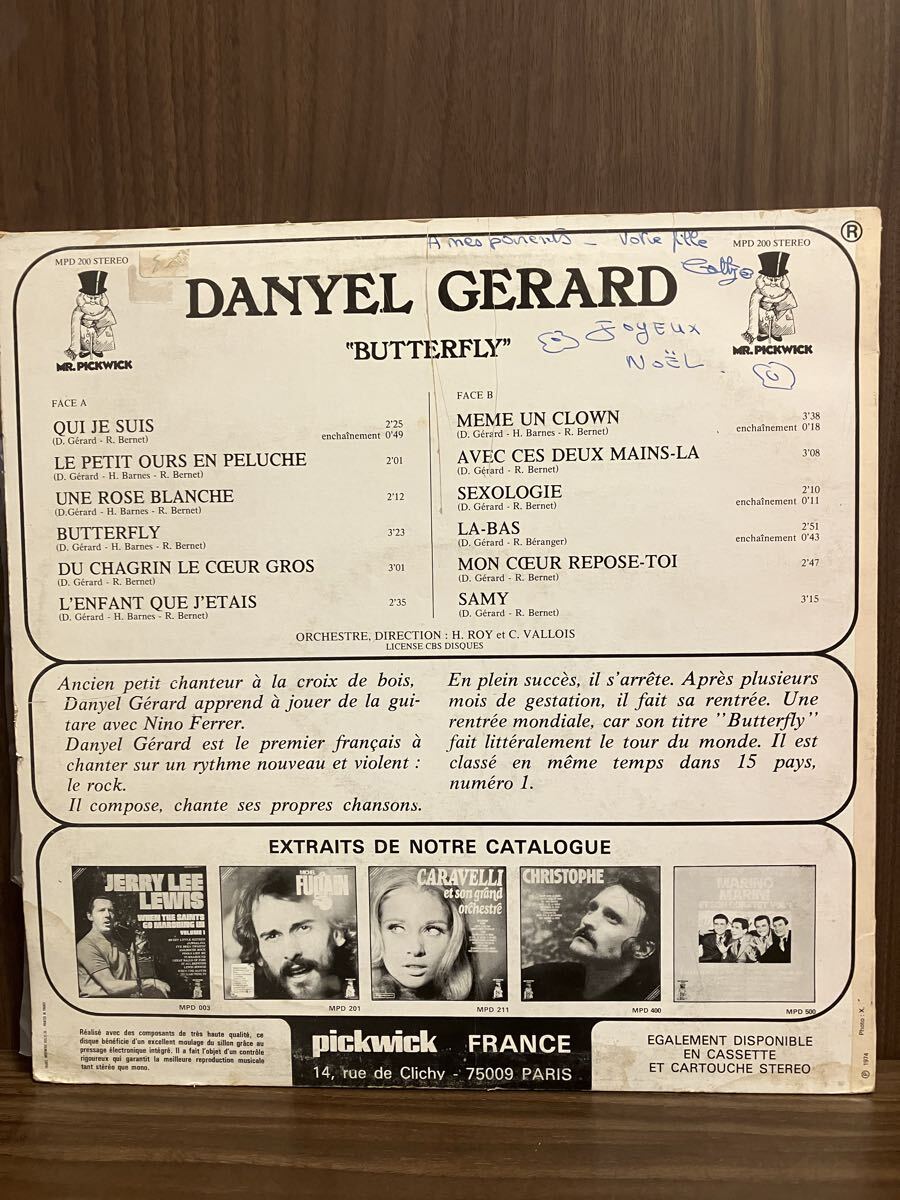 A mes parents - Votre fille
®
MPD 200 STEREO
MPD 200 STEREO
DANYEL GERARD
"BUTTERFLY"
JOYEUX
NOËL.
MR. PICKWICK
MR. PICKWICK
FACE A
QUI JE SUIS 2'25
(D. Gérard - R. Bernet) enchaînement 0'49
LE PETIT OURS EN PELUCHE 2'01
(D. Gérard - H. Barnes - R. Bernet)
UNE ROSE BLANCHE 2'12
(D.Gérard - H. Barnes - R. Bernet)
BUTTERFLY 3'23
(D. Gérard - H. Barnes - R. Bernet)
DU CHAGRIN LE CŒUR GROS 3'01
(D. Gérard - R. Bernet)
L'ENFANT QUE J'ETAIS 2'35
(D. Gérard - H. Barnes - R. Bernet)
FACE B
MEME UN CLOWN 3'38
(D. Gérard - H. Barnes - R. Bernet) enchaînement 0'18
AVEC CES DEUX MAINS-LA 3'08
(D. Gérard - R. Bernet)
SEXOLOGIE 2'10
(D. Gérard - R. Bernet) enchaînement 0'11
LA-BAS 2'51
(D. Gérard - R. Béranger) enchaînement 0'43
MON CŒUR REPOSE-TOI 2'47
(D. Gérard - R. Bernet)
SAMY 3'15
(D. Gérard - R. Bernet)
ORCHESTRE, DIRECTION : H. ROY et C. VALLOIS
LICENSE CBS DISQUES
Ancien petit chanteur à la croix de bois,
Danyel Gérard apprend à jouer de la gui-
tare avec Nino Ferrer.
Danyel Gérard est le premier français à
chanter sur un rythme nouveau et violent :
le rock.
Il compose, chante ses propres chansons.
En plein succès, il s'arrête. Après plusieurs
mois de gestation, il fait sa rentrée. Une
rentrée mondiale, car son titre "Butterfly"
fait littéralement le tour du monde. Il est
classé en même temps dans 15 pays,
numéro 1.
EXTRAITS DE NOTRE CATALOGUE
JERRY LEE
LEWIS
WHEN THE SAINTS
GO MARCHING IN
VOLUME 1
MPD 003
MICHEL
FUGAIN
MPD 201
CARAVELLI
et son grand
orchestre
MPD 211
CHRISTOPHE
MPD 400
MARINO
MARINI
MPD 500
Réalisé avec des composants de très haute qualité, ce
disque bénéficie d'un excellent moulage du sillon grâce au
pressage électronique intégré. Il a fait l'objet d'un contrôle
rigoureux qui garantit la meilleure reproduction musicale
tant stéréo que mono.
pickwick FRANCE
14, rue de Clichy - 75009 PARIS
EGALEMENT DISPONIBLE
EN CASSETTE
ET CARTOUCHE STEREO
℗ 1974 Photo : X.